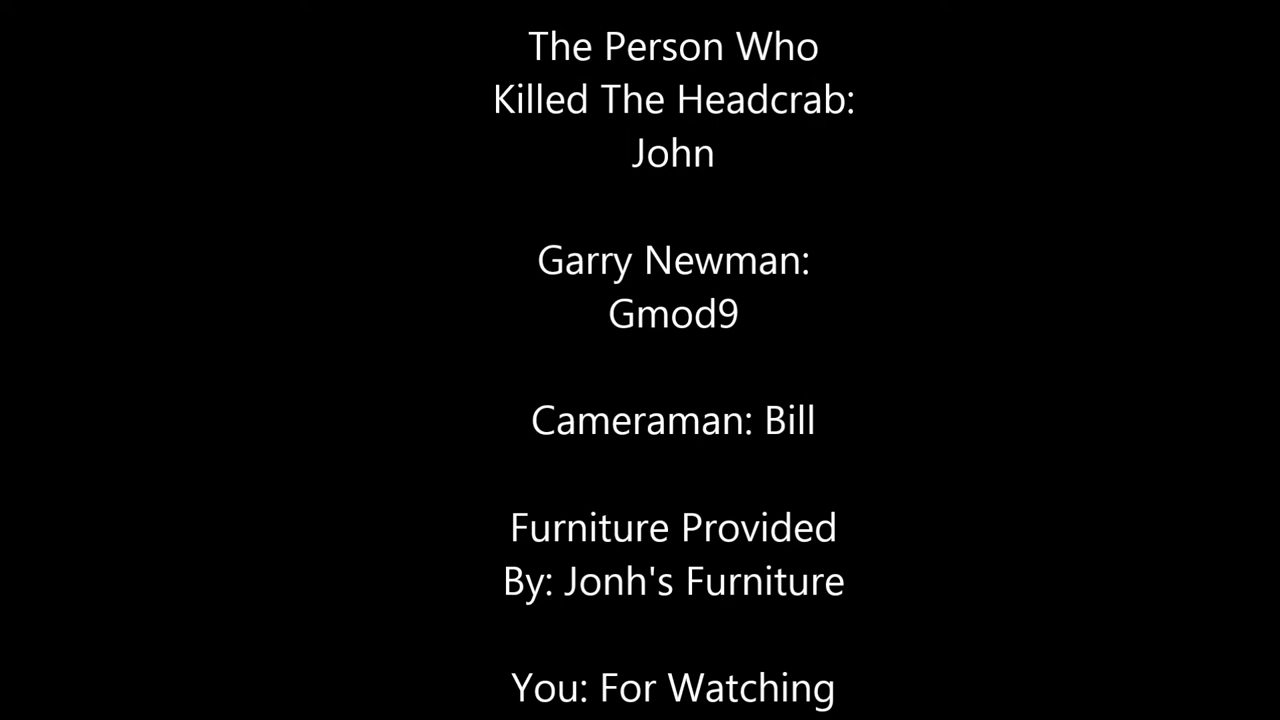 The Person Who
Killed The Headcrab:
John
Garry Newman:
Gmod9
Cameraman: Bill
Furniture Provided
By: Jonh's Furniture
You: For Watching